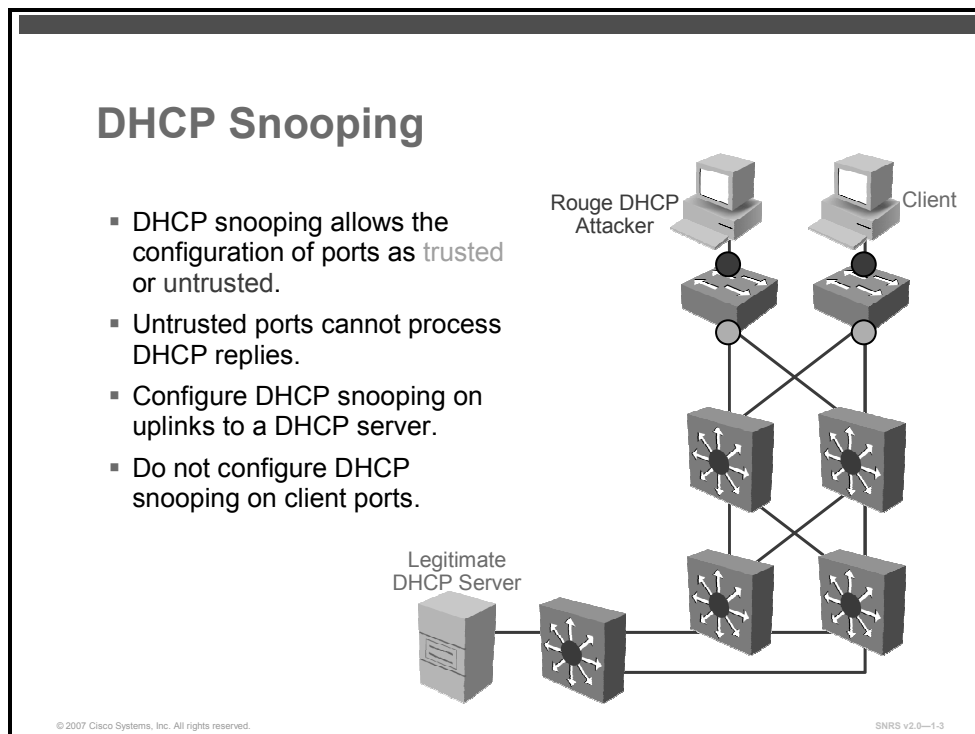 DHCP Snooping
▪ DHCP snooping allows the
configuration of ports as trusted
or untrusted.
▪ Untrusted ports cannot process
DHCP replies.
▪ Configure DHCP snooping on
uplinks to a DHCP server.
▪ Do not configure DHCP
snooping on client ports.
Rouge DHCP
Attacker
Client
Legitimate
DHCP Server
© 2007 Cisco Systems, Inc. All rights reserved.
SNRS v2.0—1-3